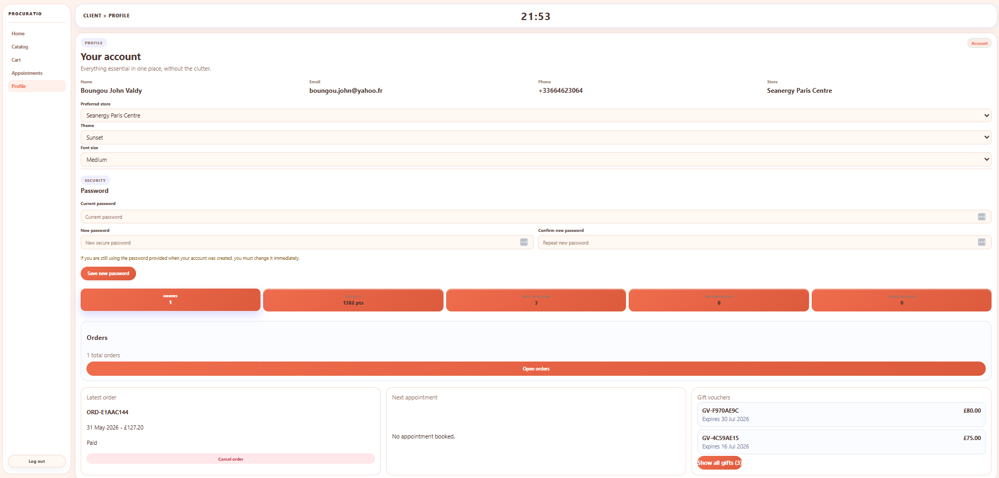 PROCURATIO
Home
Catalog
Cart
Appointments
Profile
Log out
CLIENT > PROFILE
21:53
PROFILE
Account
Your account
Everything essential in one place, without the clutter.
Name
Boungou John Valdy
Email
boungou.john@yahoo.fr
Phone
+33664623064
Store
Seanergy Paris Centre
Preferred store
Seanergy Paris Centre
Theme
Sunset
Font size
Medium
SECURITY
Password
Current password
Current password
New password
New secure password
Confirm new password
Repeat new password
If you are still using the password provided when your account was created, you must change it immediately.
Save new password
ORDERS
1
LOYALTY
1302 pts
GIFT VOUCHERS
3
APPOINTMENTS
0
0
Orders
1 total orders
Open orders
Latest order
ORD-E1AAC144
31 May 2026 - £127.20
Paid
Cancel order
Next appointment
No appointment booked.
Gift vouchers
GV-F970AE9C
£80.00
Expires 30 Jul 2026
GV-4C59AE15
£75.00
Expires 16 Jul 2026
Show all gifts (3)